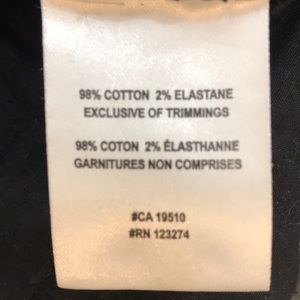 98% COTTON 2% ELASTANE
EXCLUSIVE OF TRIMMINGS
98% COTON 2% ÉLASTHANNE
GARNITURES NON COMPRISES
#CA 19510
#RN 123274